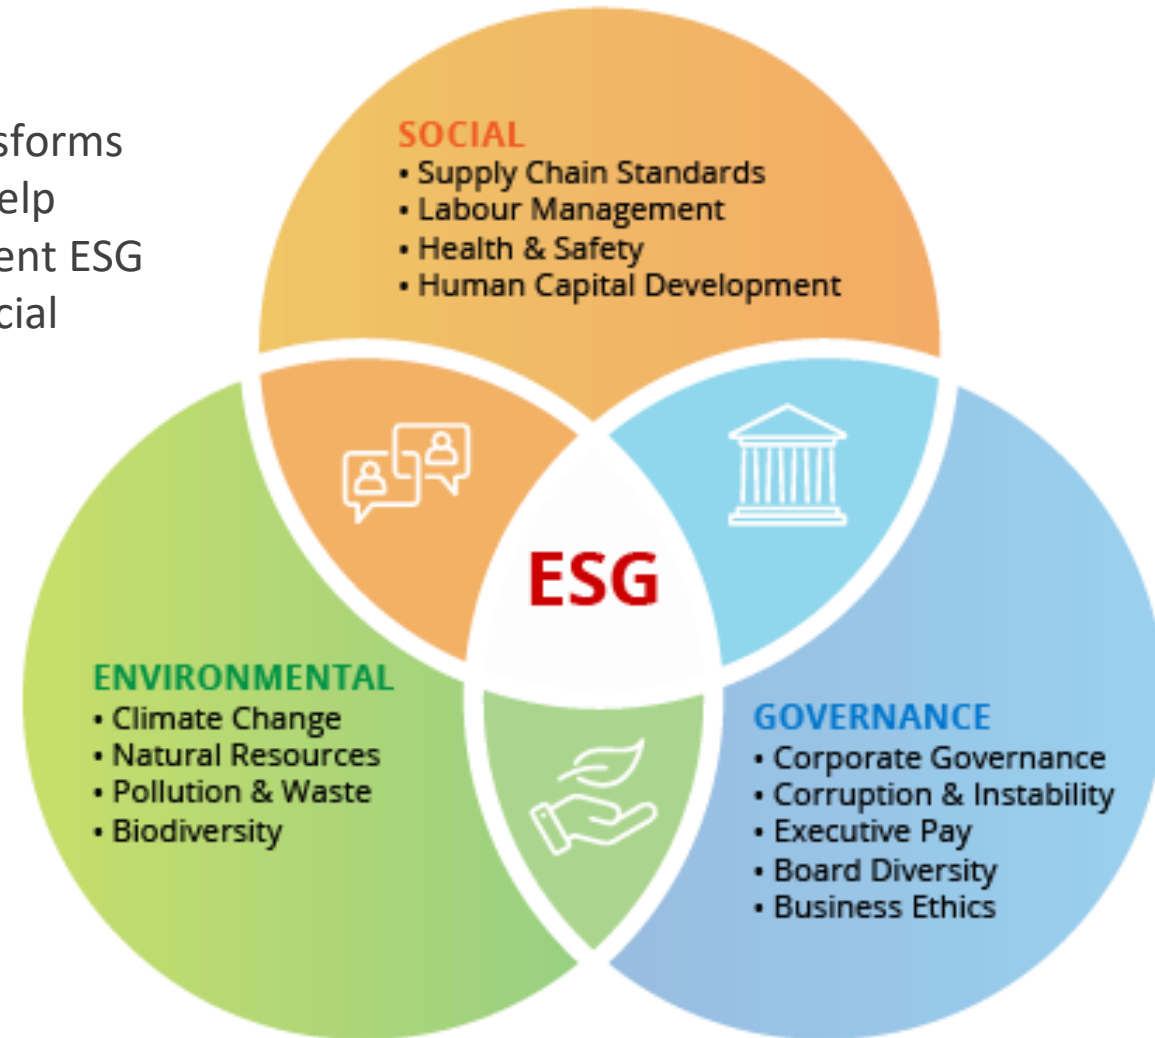 sforms
elp
ent ESG
cial
SOCIAL
• Supply Chain Standards
• Labour Management
• Health & Safety
• Human Capital Development
ESG
ENVIRONMENTAL
• Climate Change
• Natural Resources
• Pollution & Waste
• Biodiversity
GOVERNANCE
• Corporate Governance
• Corruption & Instability
• Executive Pay
• Board Diversity
• Business Ethics